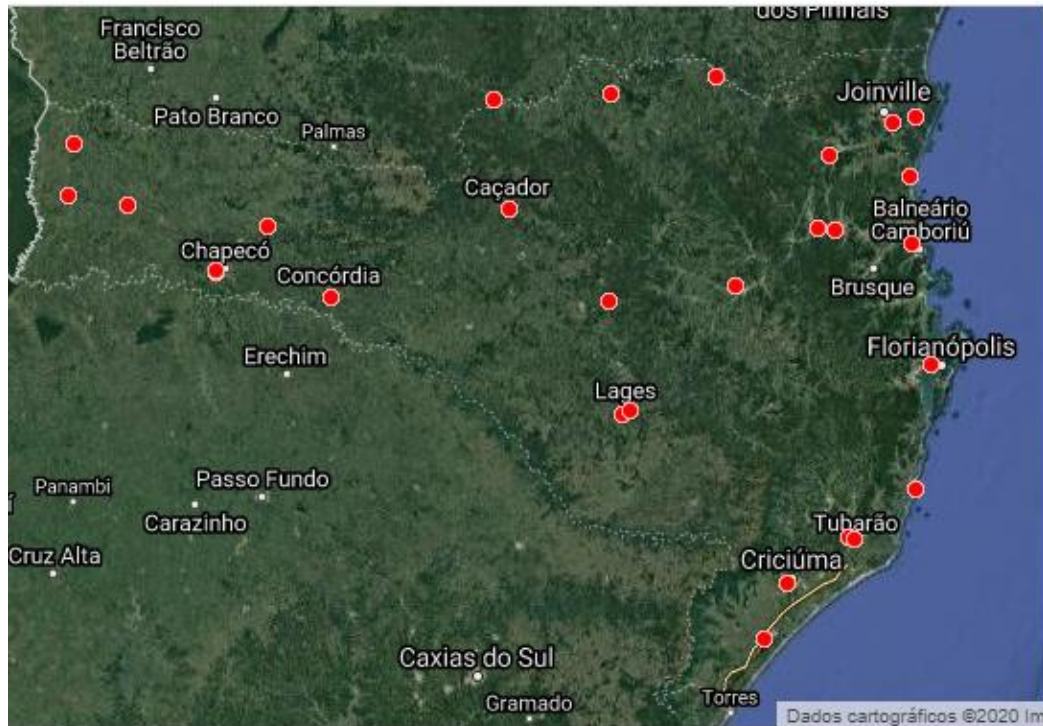 dos Pinhais
Francisco
Beltrão
Pato Branco
Palmas
Joinville
Caçador
Balneário
Camboriú
Chapecó
Concórdia
Brusque
Erechim
Florianópolis
Lages
Panambi
Passo Fundo
Carazinho
Tubarão
Cruz Alta
Criciúma
Caxias do Sul
Gramado
Torres
Dados cartográficos ©2020 Im